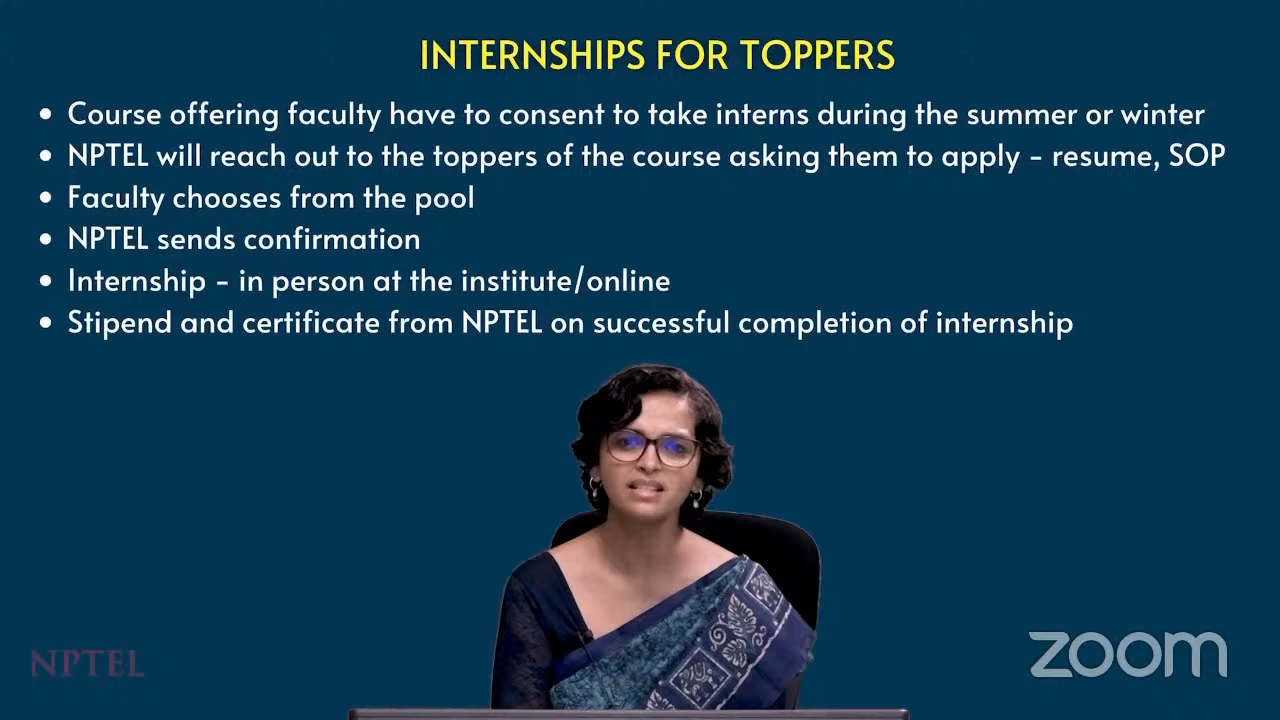 INTERNSHIPS FOR TOPPERS
• Course offering faculty have to consent to take interns during the summer or winter
• NPTEL will reach out to the toppers of the course asking them to apply - resume, SOP
• Faculty chooses from the pool
• NPTEL sends confirmation
• Internship - in person at the institute/online
• Stipend and certificate from NPTEL on successful completion of internship
NPTEL
zoom